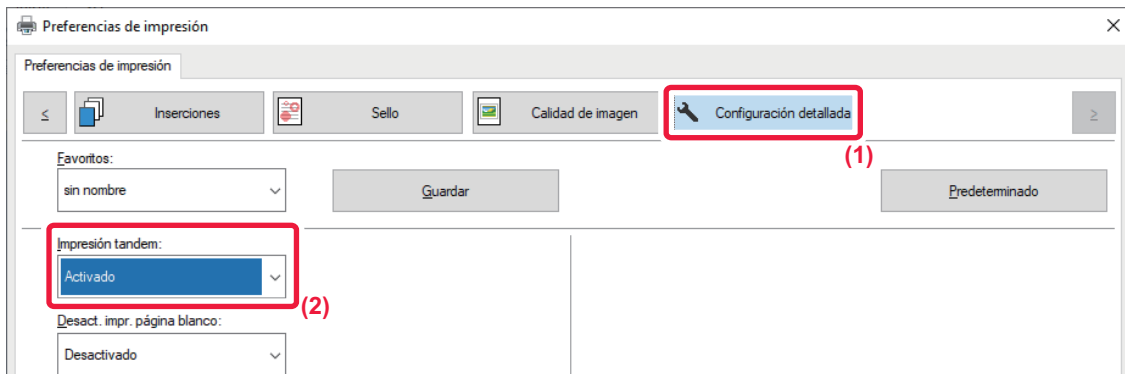 Preferencias de impresión
Preferencias de impresión
<
Inserciones
Sello
Calidad de imagen
Configuración detallada
>
(1)
Favoritos:
sin nombre
Guardar
Predeterminado
Impresión tandem:
Activado
(2)
Desact. impr. página blanco:
Desactivado